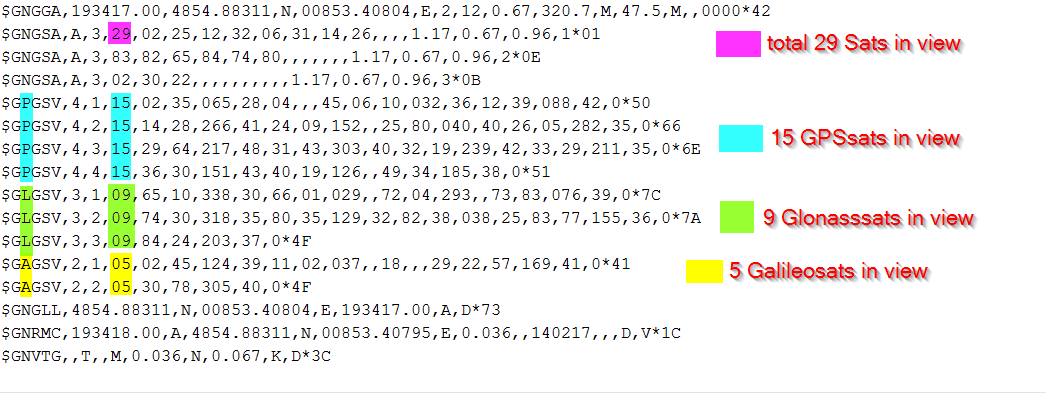 $GNGGA,193417.00,4854.88311,N,00853.40804,E,2,12,0.67,320.7,M,47.5,M,,0000*42
$GNGSA,A,3,29,02,25,12,32,06,31,14,26,,,,1.17,0.67,0.96,1*01
total 29 Sats in view
$GNGSA,A,3,83,82,65,84,74,80,,,,,,,1.17,0.67,0.96,2*0E
$GNGSA,A,3,02,30,22,,,,,,,,,,1.17,0.67,0.96,3*0B
$GPGSV,4,1,15,02,35,065,28,04,,,45,06,10,032,36,12,39,088,42,0*50
$GPGSV,4,2,15,14,28,266,41,24,09,152,,25,80,040,40,26,05,282,35,0*66
15 GPSsats in view
$GPGSV,4,3,15,29,64,217,48,31,43,303,40,32,19,239,42,33,29,211,35,0*6E
$GPGSV,4,4,15,36,30,151,43,40,19,126,,49,34,185,38,0*51
$GLGSV,3,1,09,65,10,338,30,66,01,029,,72,04,293,,73,83,076,39,0*7C
$GLGSV,3,2,09,74,30,318,35,80,35,129,32,82,38,038,25,83,77,155,36,0*7A
9 Glonasssats in view
$GLGSV,3,3,09,84,24,203,37,0*4F
$GAGSV,2,1,05,02,45,124,39,11,02,037,,18,,,29,22,57,169,41,0*41
5 Galileosats in view
$GAGSV,2,2,05,30,78,305,40,0*4F
$GNGLL,4854.88311,N,00853.40804,E,193417.00,A,D*73
$GNRMC,193418.00,A,4854.88311,N,00853.40795,E,0.036,,140217,,,D,V*1C
$GNVTG,,T,,M,0.036,N,0.067,K,D*3C